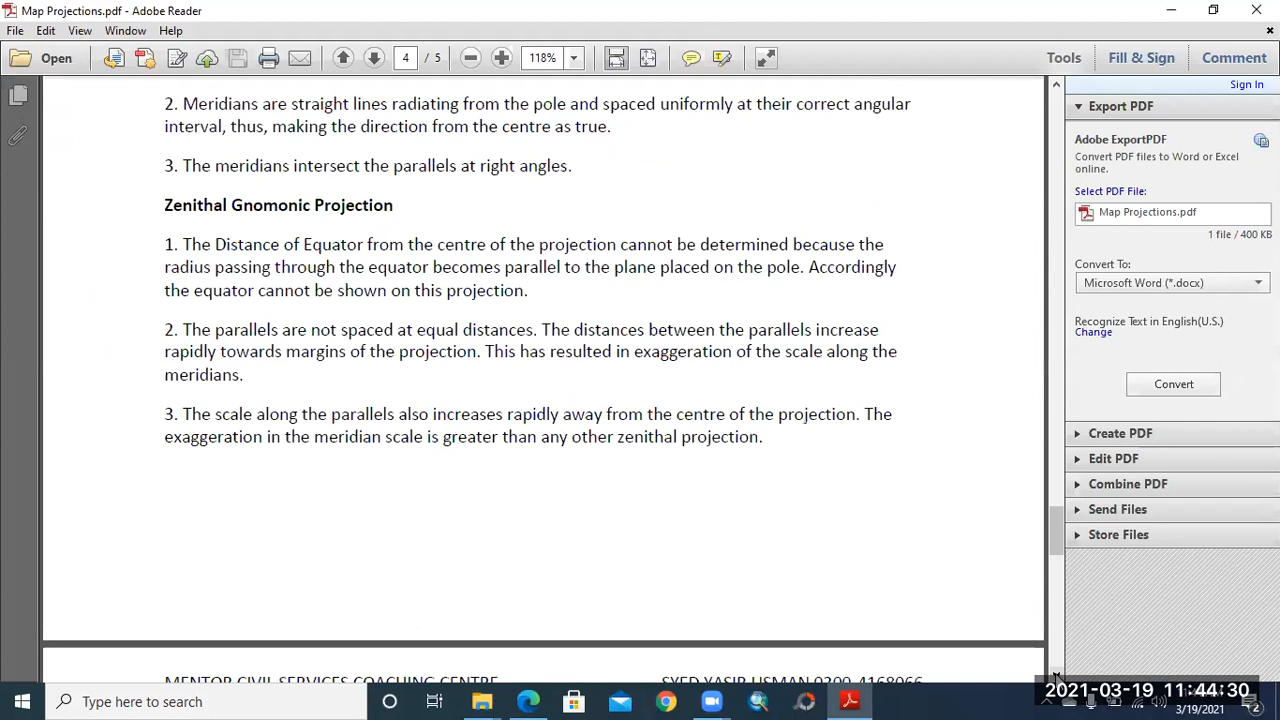 Map Projections.pdf - Adobe Reader
File Edit View Window Help
Open 4 / 5 118% Tools Fill & Sign Comment
Sign In
2. Meridians are straight lines radiating from the pole and spaced uniformly at their correct angular
interval, thus, making the direction from the centre as true.
3. The meridians intersect the parallels at right angles.
Zenithal Gnomonic Projection
1. The Distance of Equator from the centre of the projection cannot be determined because the
radius passing through the equator becomes parallel to the plane placed on the pole. Accordingly
the equator cannot be shown on this projection.
2. The parallels are not spaced at equal distances. The distances between the parallels increase
rapidly towards margins of the projection. This has resulted in exaggeration of the scale along the
meridians.
3. The scale along the parallels also increases rapidly away from the centre of the projection. The
exaggeration in the meridian scale is greater than any other zenithal projection.
MENTOR CIVIL SERVICES COACHING CENTRE SYED YASIR USMAN 0300-4168066
Export PDF
Adobe ExportPDF
Convert PDF files to Word or Excel
online.
Select PDF File:
Map Projections.pdf
1 file / 400 KB
Convert To:
Microsoft Word (*.docx)
Recognize Text in English(U.S.)
Change
Convert
Create PDF
Edit PDF
Combine PDF
Send Files
Store Files
Type here to search
2021-03-19 11:44:30
3/19/2021
2